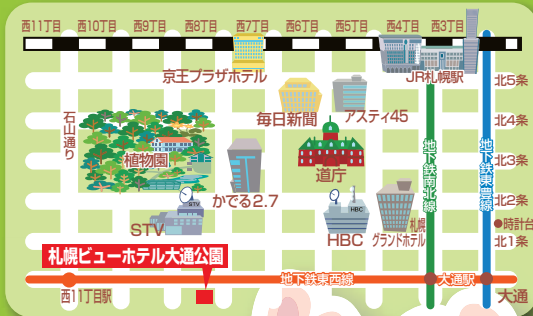 西11丁目 西10丁目 西9丁目 西8丁目 西7丁目 西6丁目 西5丁目 西4丁目 西3丁目
京王プラザホテル
JR札幌駅
北5条
毎日新聞
アスティ45
石山通り
北4条
植物園
道庁
地下鉄南北線
地下鉄東豊線
北3条
かでる2.7
STV
STV
HBC
HBC
札幌
グランドホテル
北2条
時計台
北1条
札幌ビューホテル大通公園
地下鉄東西線
大通駅
西11丁目駅
大通